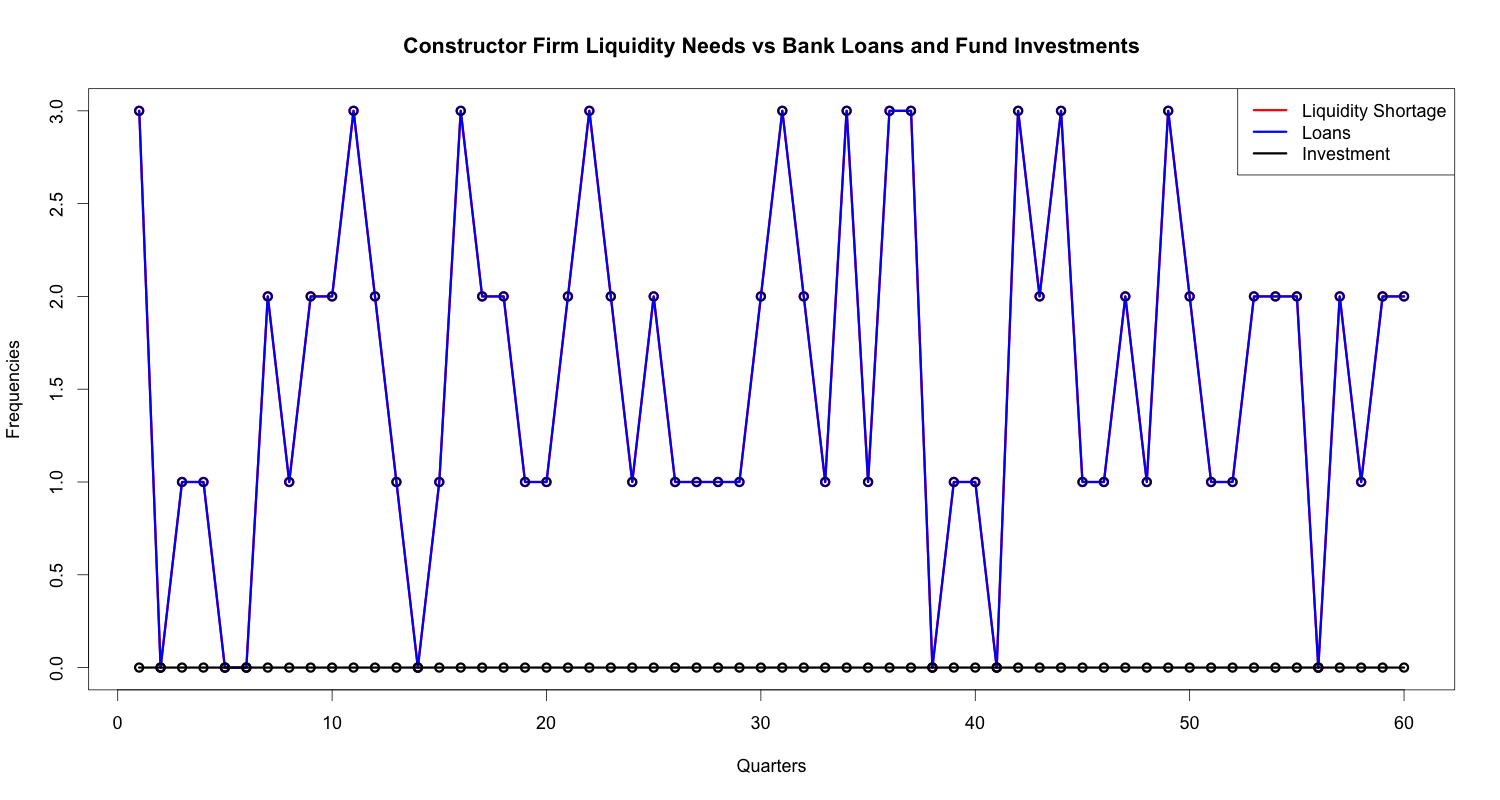 Constructor Firm Liquidity Needs vs Bank Loans and Fund Investments
Liquidity Shortage
Loans
Investment
Frequencies
3.0
2.5
2.0
1.5
1.0
0.5
0.0
0 10 20 30 40 50 60
Quarters